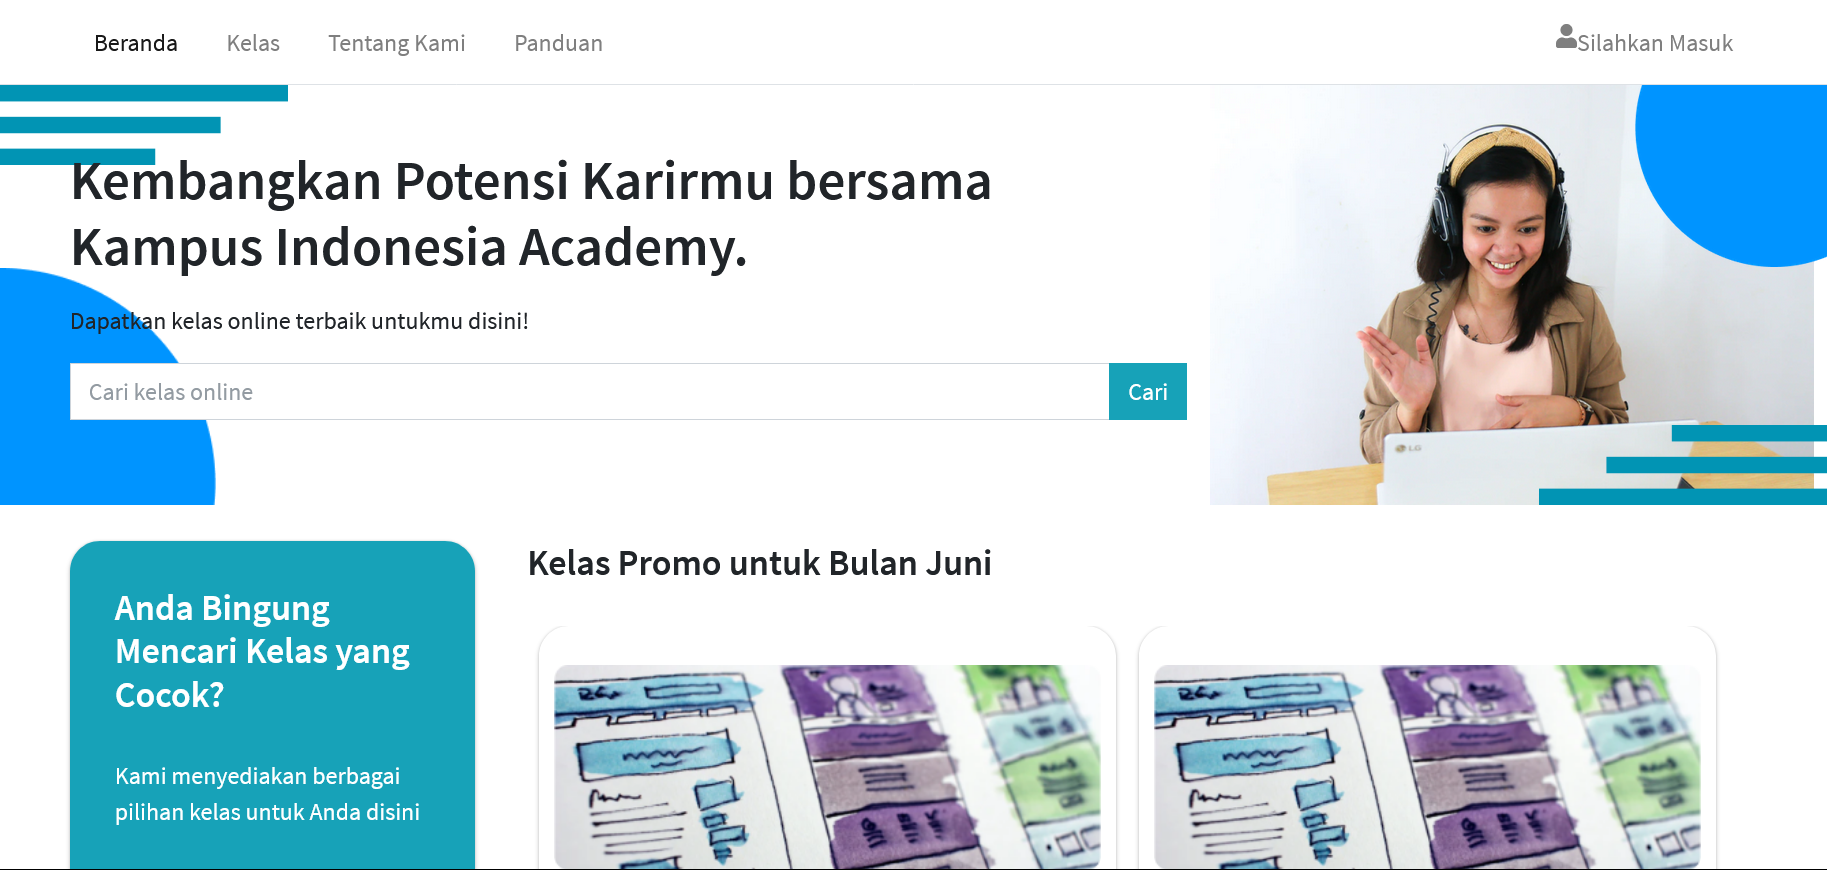 Beranda Kelas Tentang Kami Panduan Silahkan Masuk
Kembangkan Potensi Karirmu bersama
Kampus Indonesia Academy.
Dapatkan kelas online terbaik untukmu disini!
Cari kelas online Cari
LG
Anda Bingung
Mencari Kelas yang
Cocok?
Kami menyediakan berbagai
pilihan kelas untuk Anda disini
Kelas Promo untuk Bulan Juni